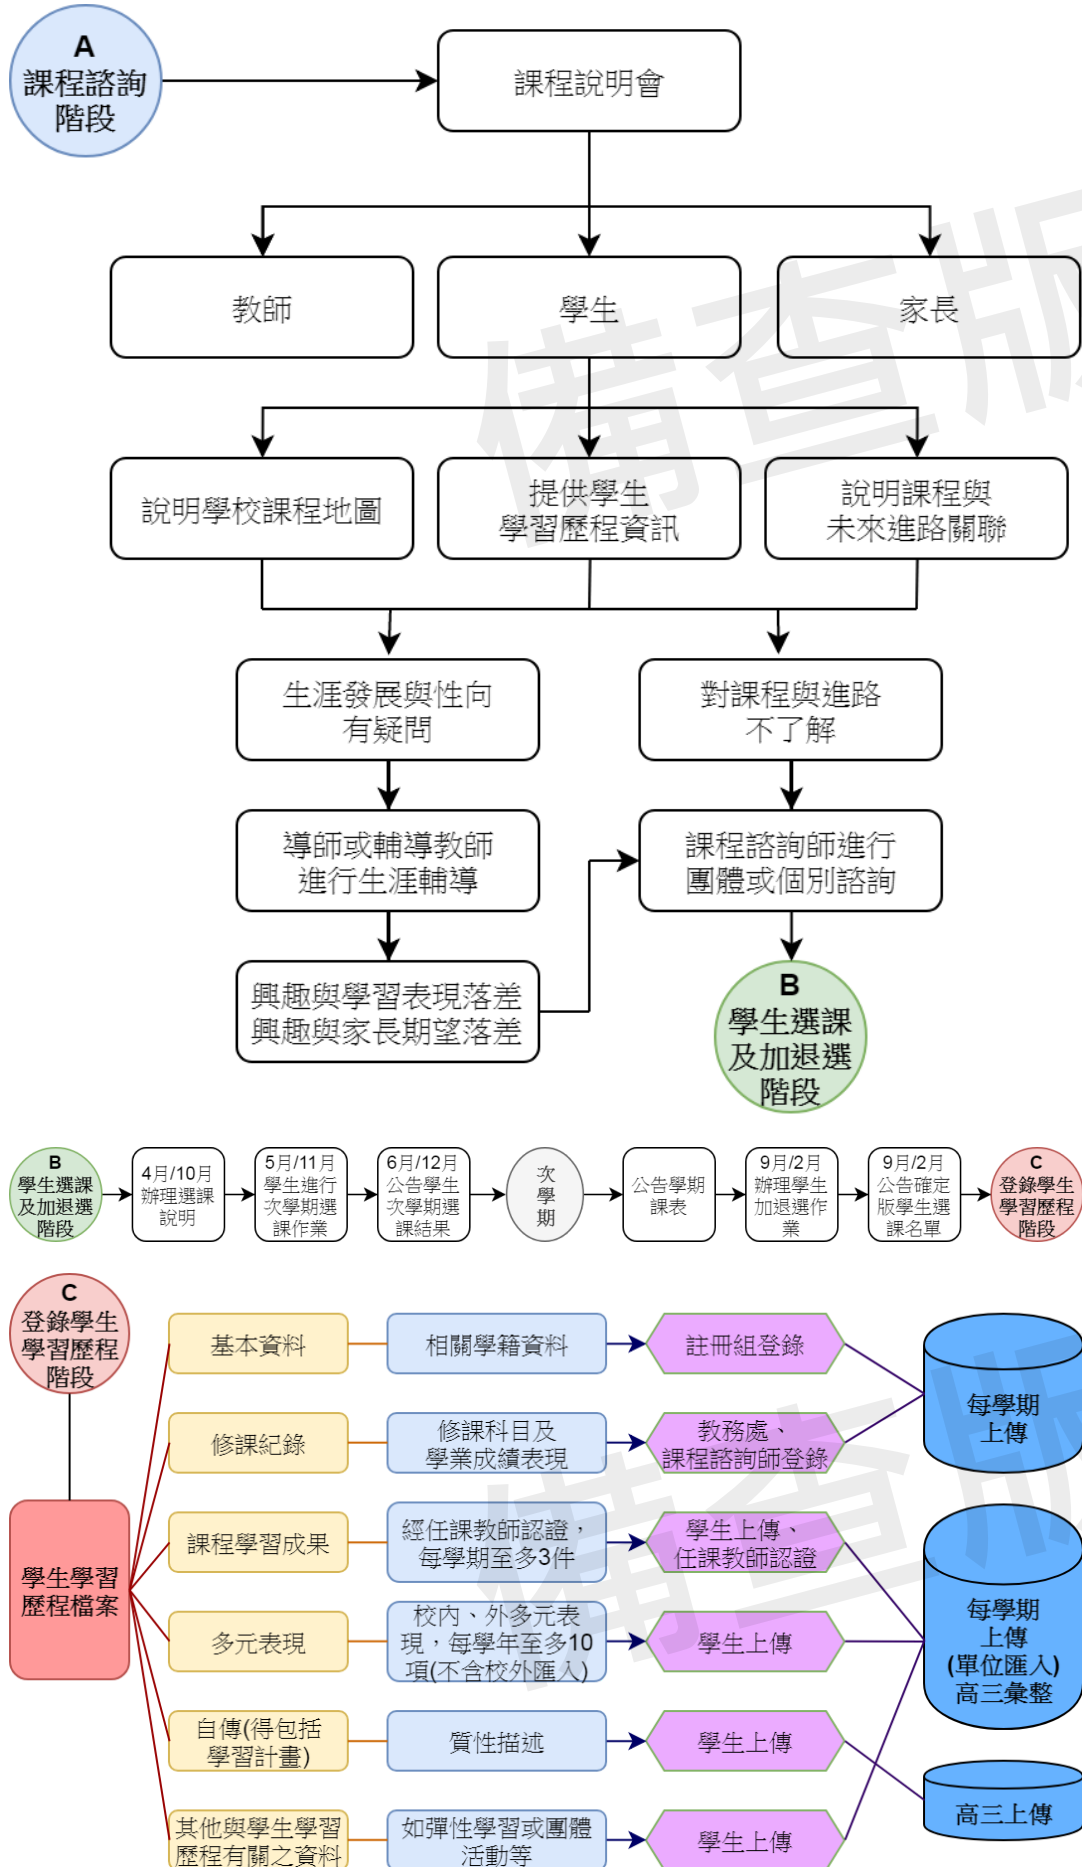 A
課程諮詢
階段
課程說明會
教師
學生
家長
說明學校課程地圖
提供學生
學習歷程資訊
說明課程與
未來進路關聯
生涯發展與性向
有疑問
對課程與進路
不了解
導師或輔導教師
進行生涯輔導
課程諮詢師進行
團體或個別諮詢
興趣與學習表現落差
興趣與家長期望落差
B
學生選課
及加退選
階段
備查版
B
學生選課
及加退選
階段
4月/10月
辦理選課
說明
5月/11月
學生進行
次學期選
課作業
6月/12月
公告學生
次學期選
課結果
次
學
期
公告學期
課表
9月/2月
辦理學生
加退選作
業
9月/2月
公告確定
版學生選
課名單
C
登錄學生
學習歷程
階段
C
登錄學生
學習歷程
階段
學生學習
歷程檔案
基本資料
相關學籍資料
註冊組登錄
每學期
上傳
修課紀錄
修課科目及
學業成績表現
教務處、
課程諮詢師登錄
課程學習成果
經任課教師認證，
每學期至多3件
學生上傳、
任課教師認證
每學期
上傳
(單位匯入)
高三彙整
多元表現
校內、外多元表
現，每學年至多10
項(不含校外匯入)
學生上傳
自傳(得包括
學習計畫)
質性描述
學生上傳
高三上傳
其他與學生學習
歷程有關之資料
如彈性學習或團體
活動等
學生上傳
備查版